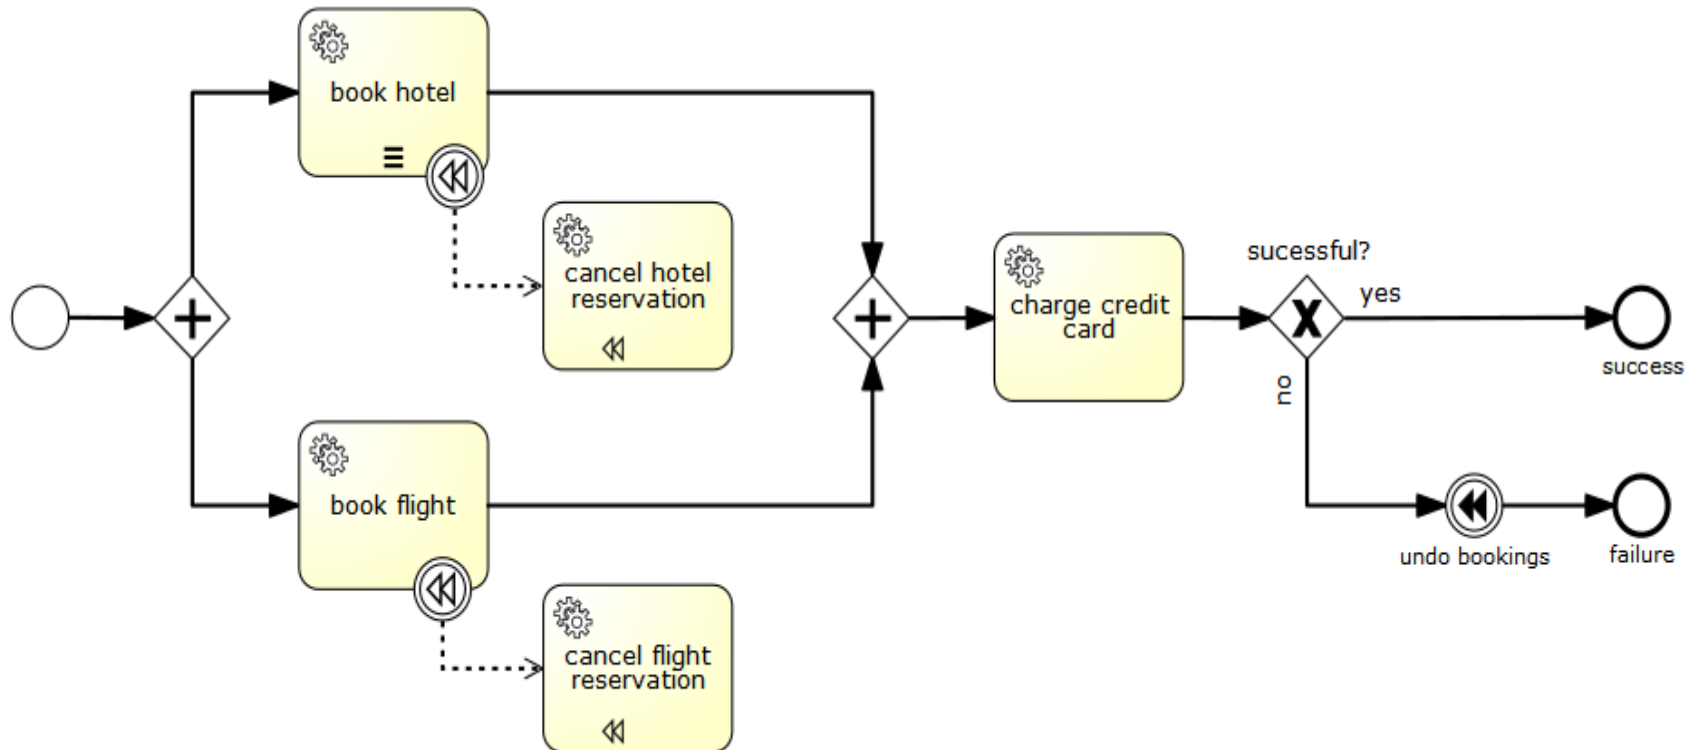 book hotel
cancel hotel
reservation
book flight
cancel flight
reservation
charge credit
card
sucessful?
yes
no
success
undo bookings
failure